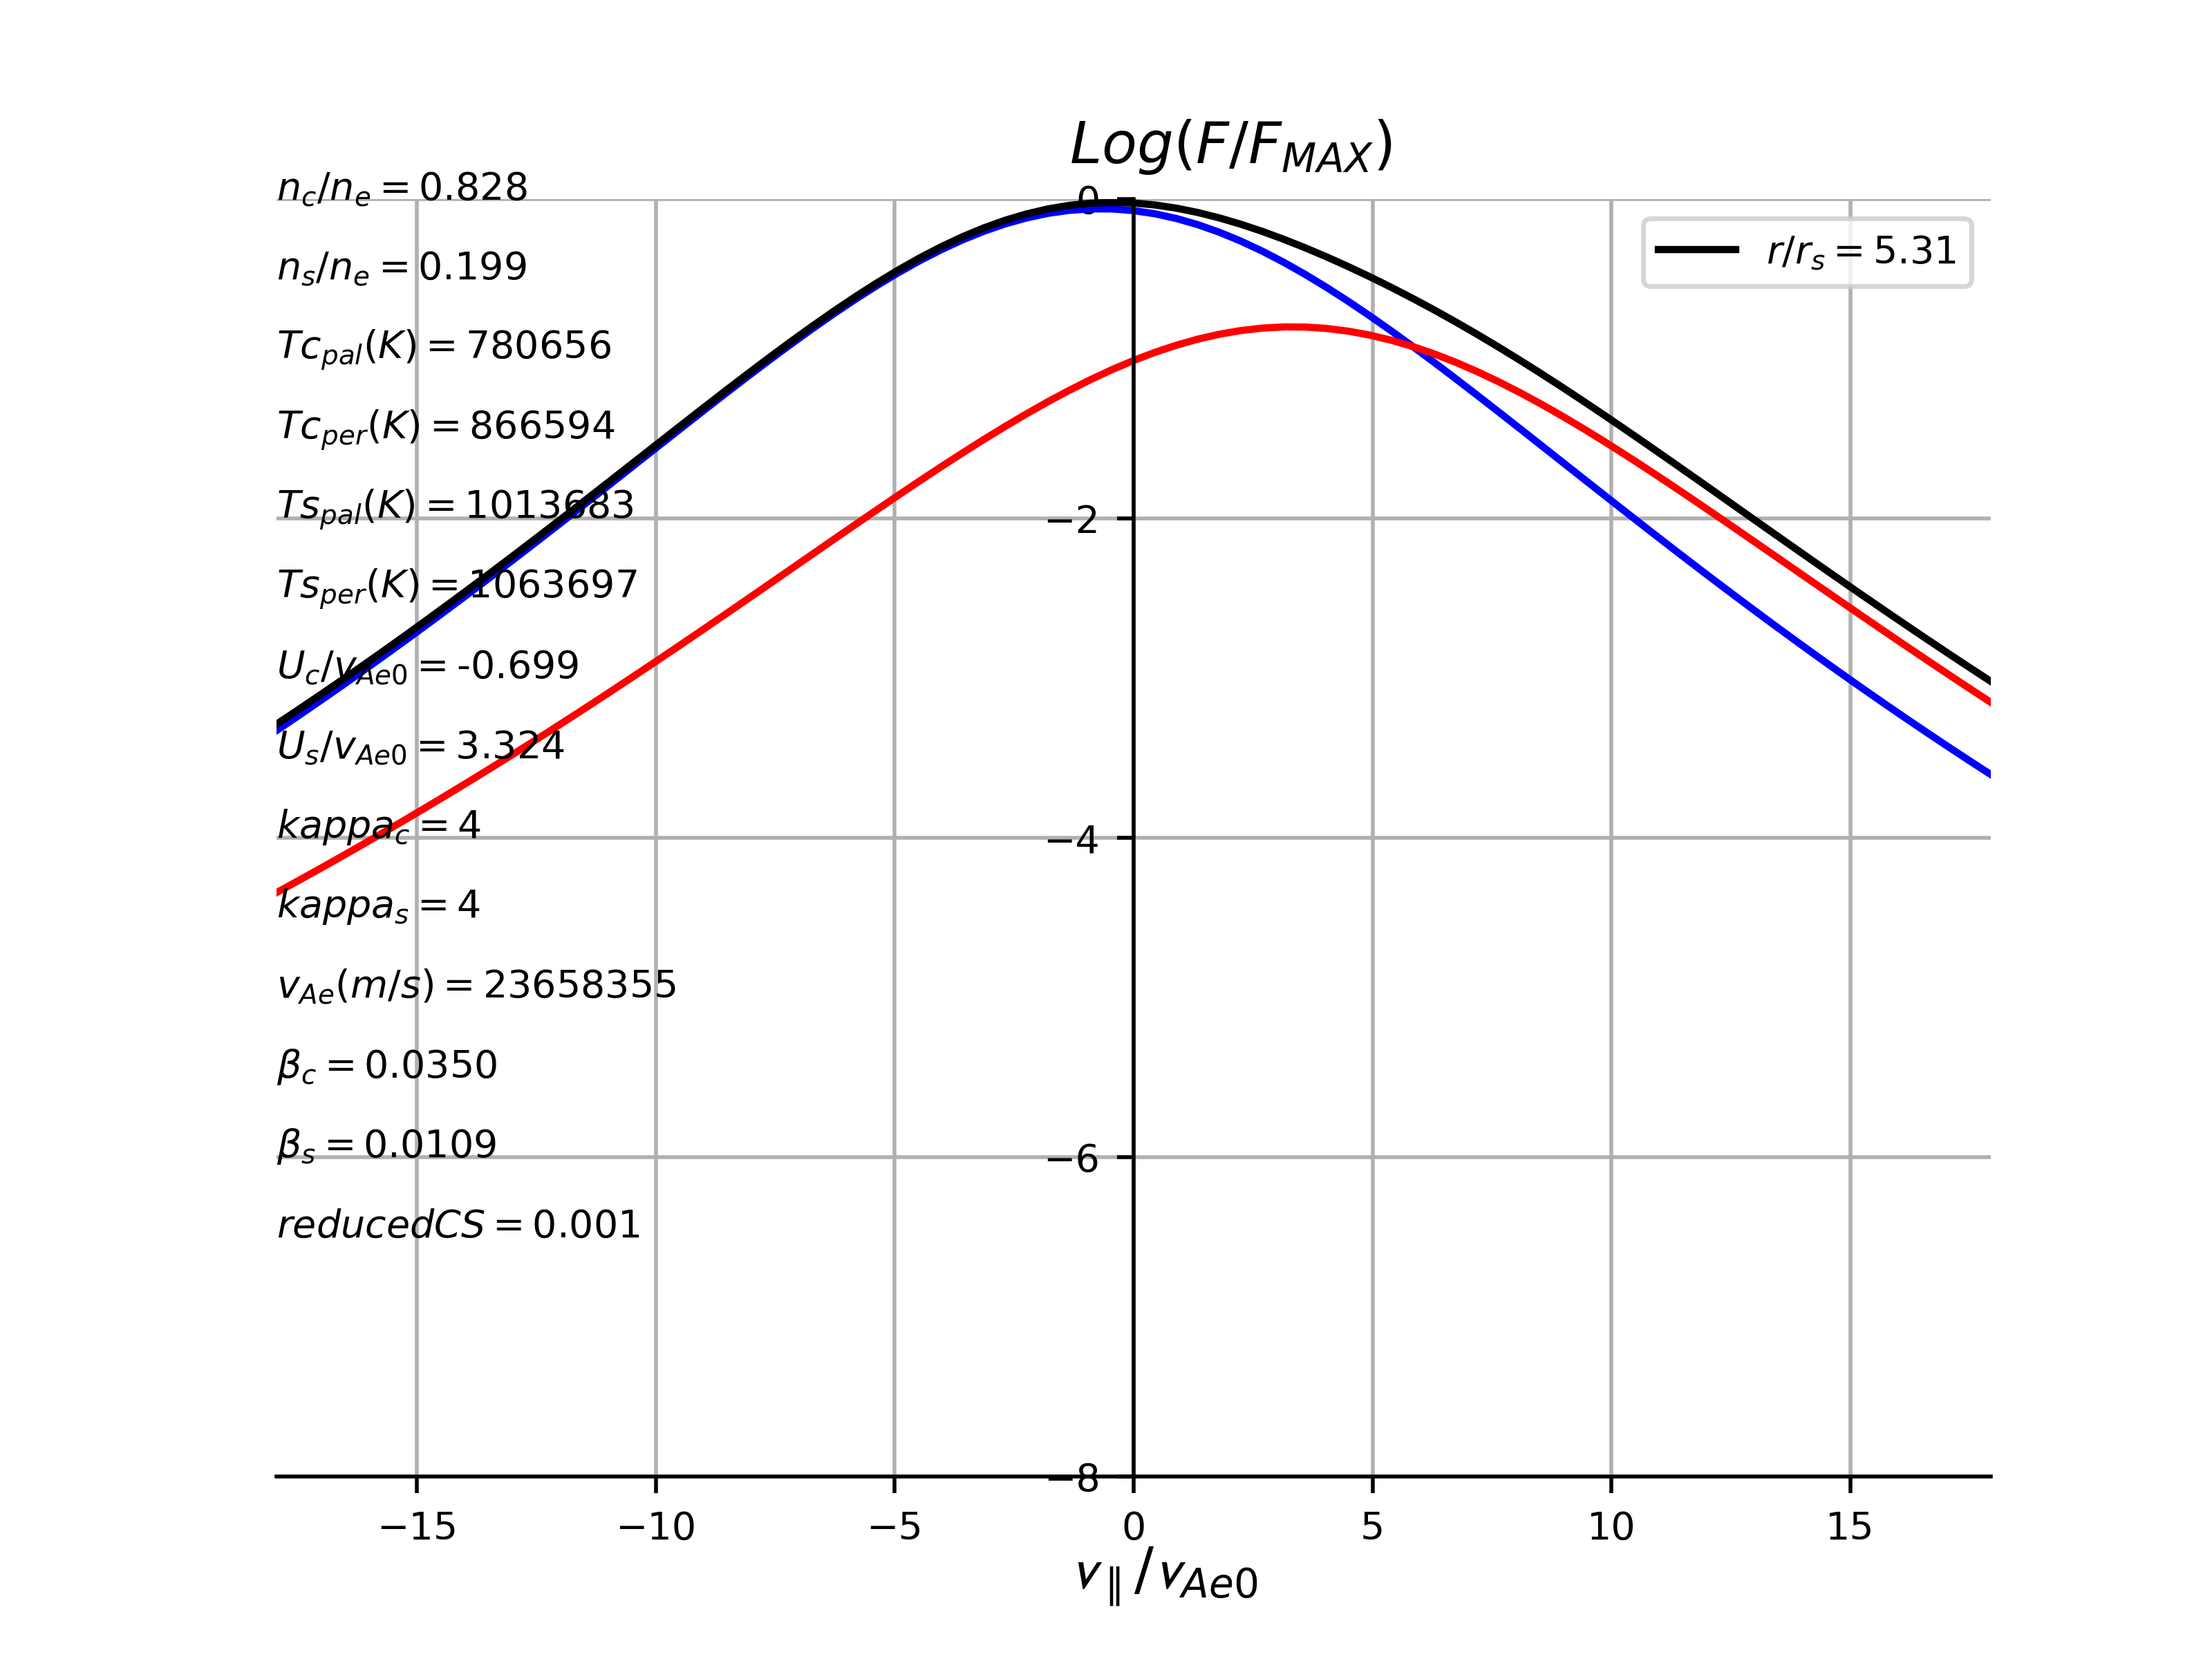 Log(F/F_MAX)
n_c/n_e = 0.828
n_s/n_e = 0.199
Tc_pal(K) = 780656
Tc_per(K) = 866594
Ts_pal(K) = 1013683
Ts_per(K) = 1063697
U_c/v_Ae0 = -0.699
U_s/v_Ae0 = 3.324
kappa_c = 4
kappa_s = 4
v_Ae(m/s) = 23658355
β_c = 0.0350
β_s = 0.0109
reducedCS = 0.001
r/r_s = 5.31
0
−2
−4
−6
−8
−15 −10 −5 0 5 10 15
v_∥/v_Ae0